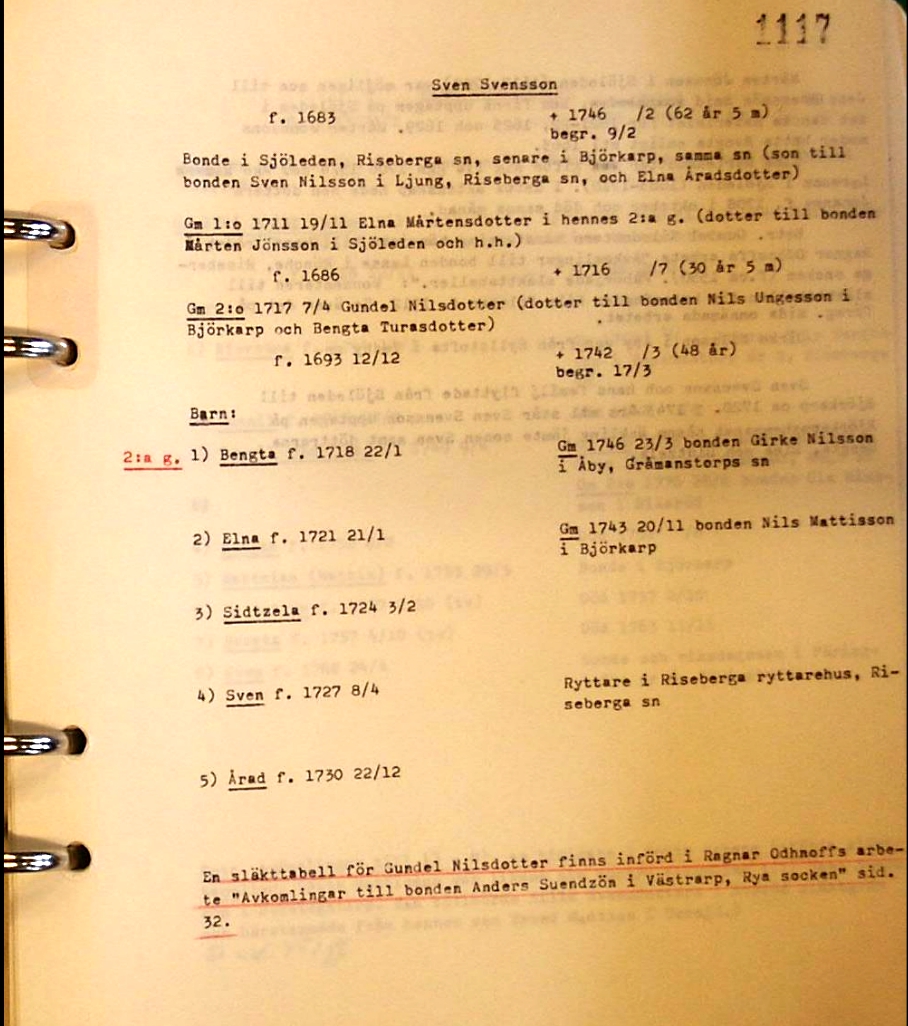 1117
Sven Svensson
f. 1683 + 1746 /2 (62 år 5 m)
begr. 9/2
Bonde i Sjöleden, Riseberga sn, senare i Björkarp, samma sn (son till
bonden Sven Nilsson i Ljung, Riseberga sn, och Elna Åradsdotter)
Gm 1:o 1711 19/11 Elna Mårtensdotter i hennes 2:a g. (dotter till bonden
Mårten Jönsson i Sjöleden och h.h.)
f. 1686 + 1716 /7 (30 år 5 m)
Gm 2:o 1717 7/4 Gundel Nilsdotter (dotter till bonden Nils Ungesson i
Björkarp och Bengta Turasdotter)
f. 1693 12/12 + 1742 /3 (48 år)
begr. 17/3
Barn:
2:a g. 1) Bengta f. 1718 22/1 Gm 1746 23/3 bonden Girke Nilsson
i Åby, Gråmanstorps sn
2) Elna f. 1721 21/1 Gm 1743 20/11 bonden Nils Mattisson
i Björkarp
3) Sidtzela f. 1724 3/2
4) Sven f. 1727 8/4 Ryttare i Riseberga ryttarehus, Ri-
seberga sn
5) Årad f. 1730 22/12
En släkttabell för Gundel Nilsdotter finns införd i Ragnar Odhnoffs arbe-
te "Avkomlingar till bonden Anders Suendzön i Västrarp, Rya socken" sid.
32.